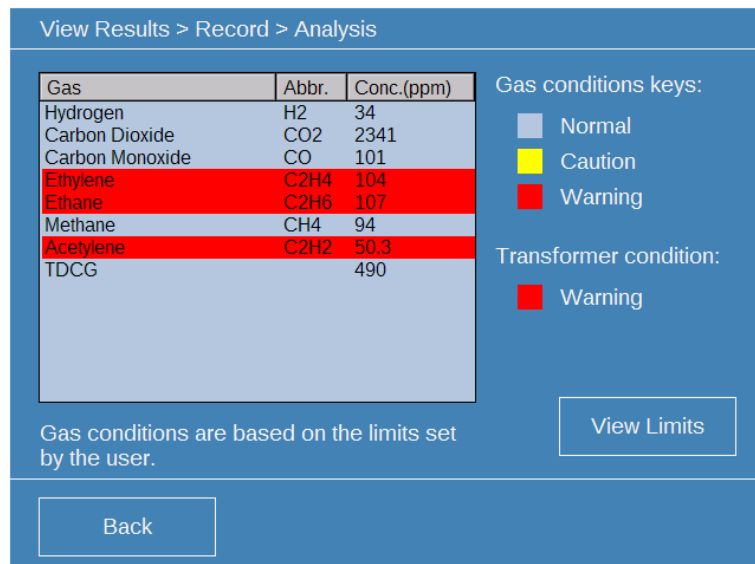 View Results > Record > Analysis
Gas Abbr. Conc.(ppm)
Hydrogen H2 34
Carbon Dioxide CO2 2341
Carbon Monoxide CO 101
Ethylene C2H4 104
Ethane C2H6 107
Methane CH4 94
Acetylene C2H2 50.3
TDCG 490
Gas conditions are based on the limits set
by the user.
Gas conditions keys:
Normal
Caution
Warning
Transformer condition:
Warning
View Limits
Back